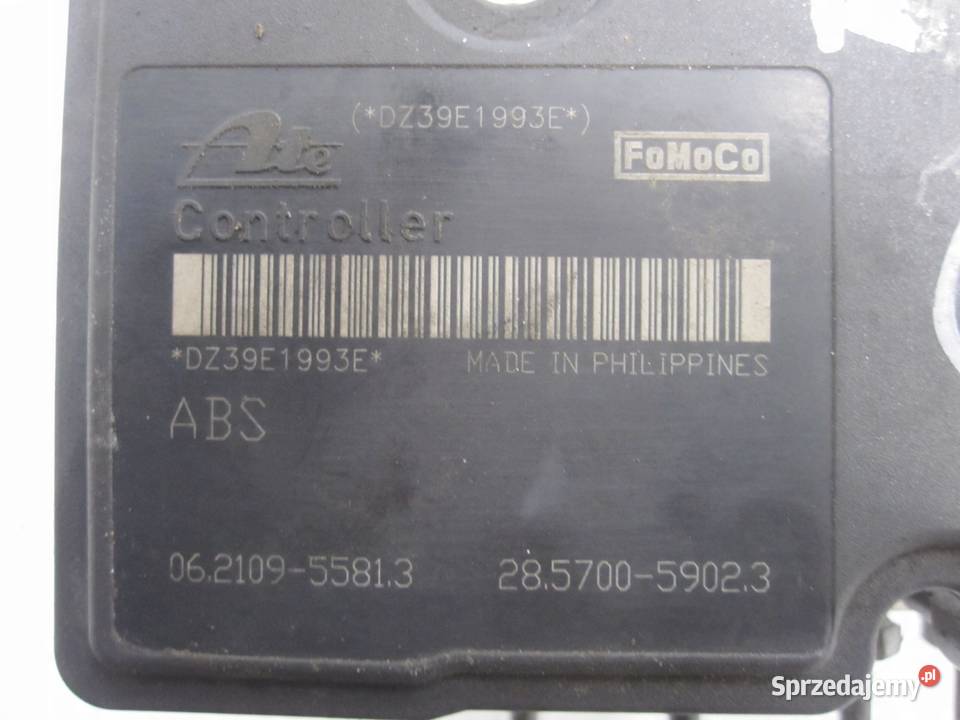 (*DZ39E1993E*)
Ate
FoMoCo
Controller
*DZ39E1993E*
MADE IN PHILIPPINES
ABS
06.2109-5581.3
28.5700-5902.3
Sprzedajemy.pl